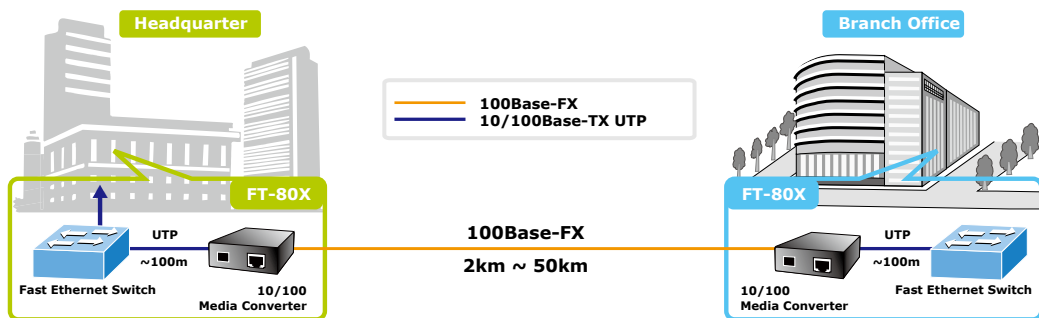 Headquarter
Branch Office
100Base-FX
10/100Base-TX UTP
FT-80X
FT-80X
UTP
~100m
Fast Ethernet Switch
10/100
Media Converter
100Base-FX
2km ~ 50km
UTP
~100m
10/100
Media Converter
Fast Ethernet Switch